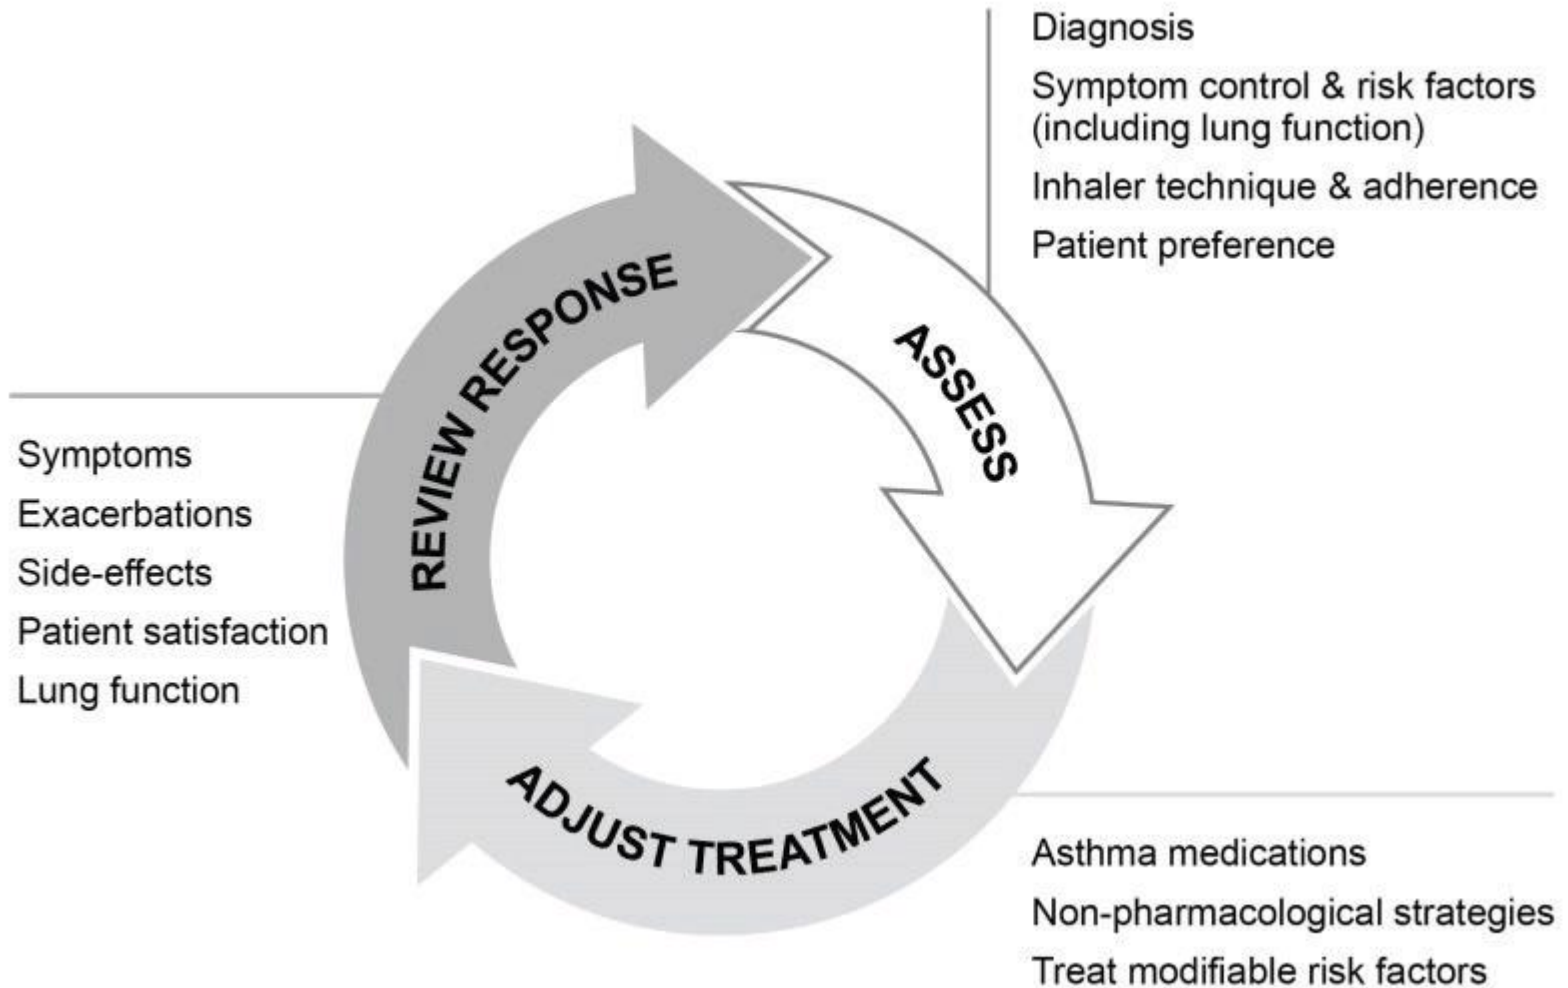 Diagnosis
Symptom control & risk factors
(including lung function)
Inhaler technique & adherence
Patient preference
REVIEW RESPONSE
ASSESS
Symptoms
Exacerbations
Side-effects
Patient satisfaction
Lung function
ADJUST TREATMENT
Asthma medications
Non-pharmacological strategies
Treat modifiable risk factors